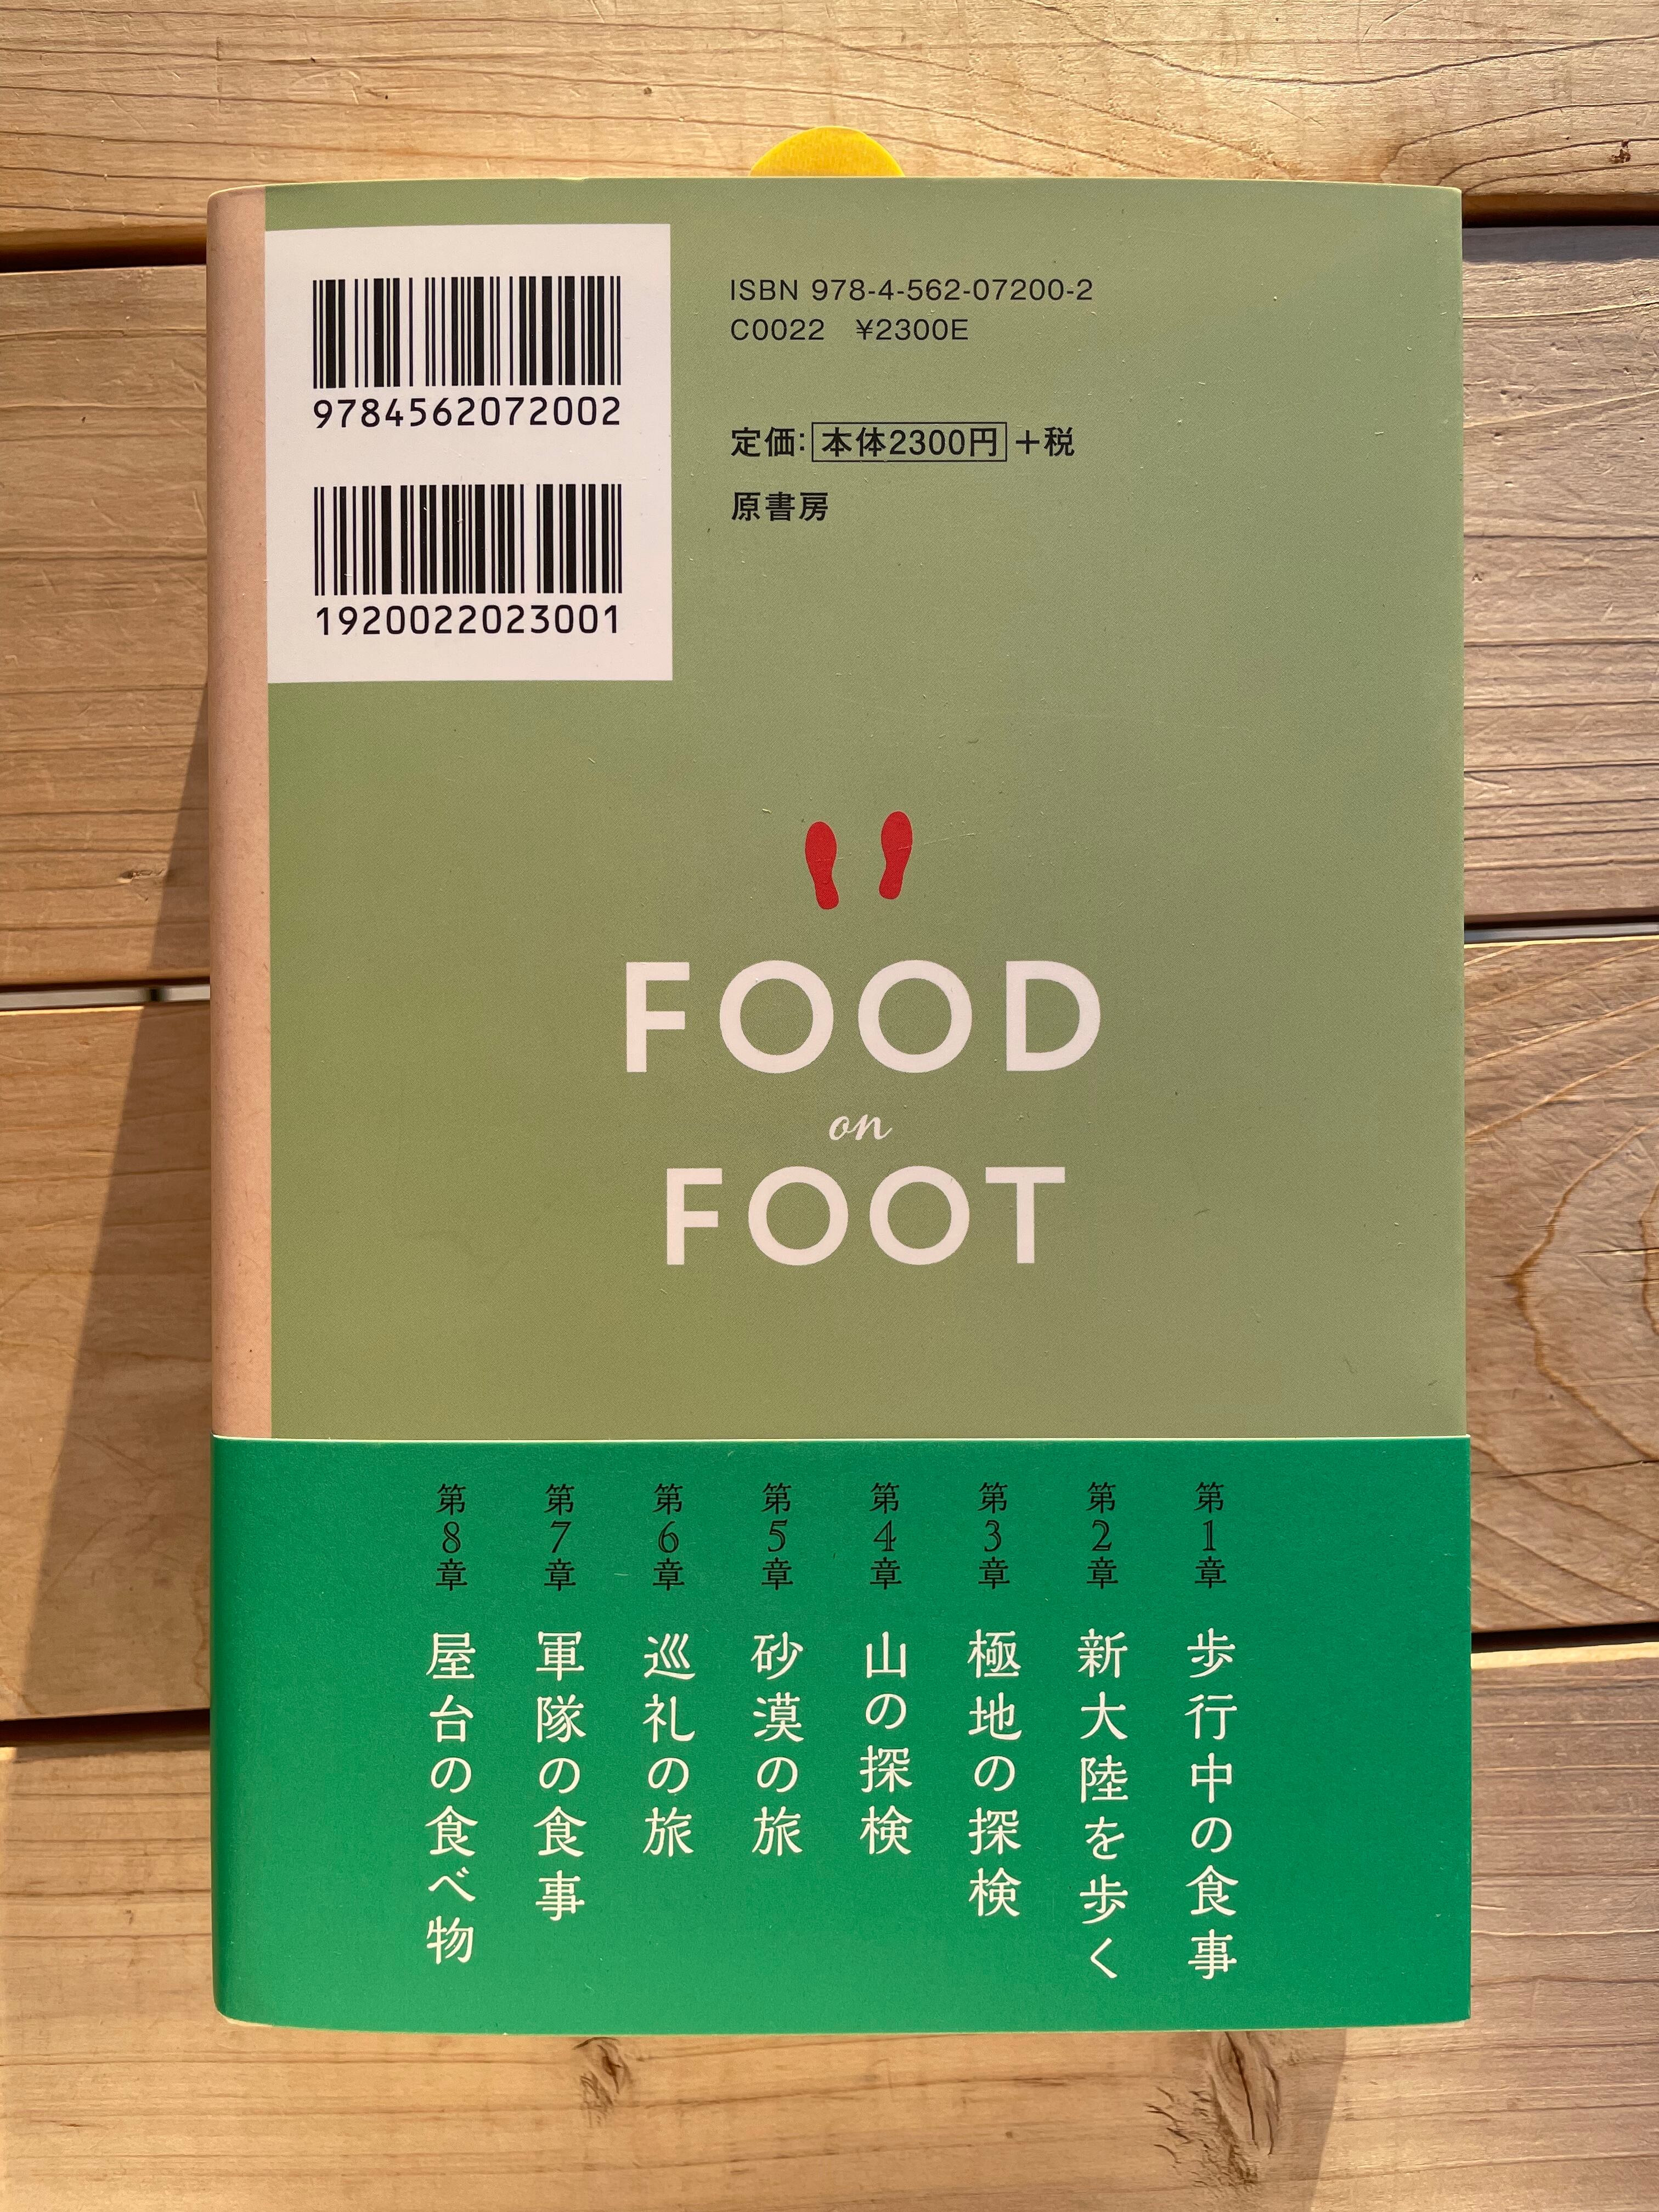 9784562072002
1920022023001
ISBN 978-4-562-07200-2
C0022 ¥2300E
定価:本体2300円+税
原書房
FOOD
on
FOOT
第1章 歩行中の食事
第2章 新大陸を歩く
第3章 極地の探検
第4章 山の探検
第5章 砂漠の旅
第6章 巡礼の旅
第7章 軍隊の食事
第8章 屋台の食べ物